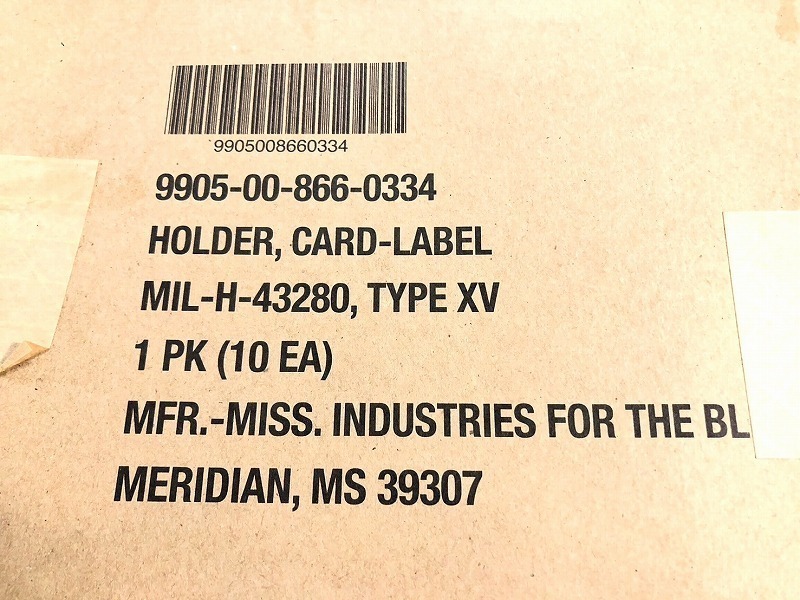 9905008660334
9905-00-866-0334
HOLDER, CARD-LABEL
MIL-H-43280, TYPE XV
1 PK (10 EA)
MFR.-MISS. INDUSTRIES FOR THE BL
MERIDIAN, MS 39307